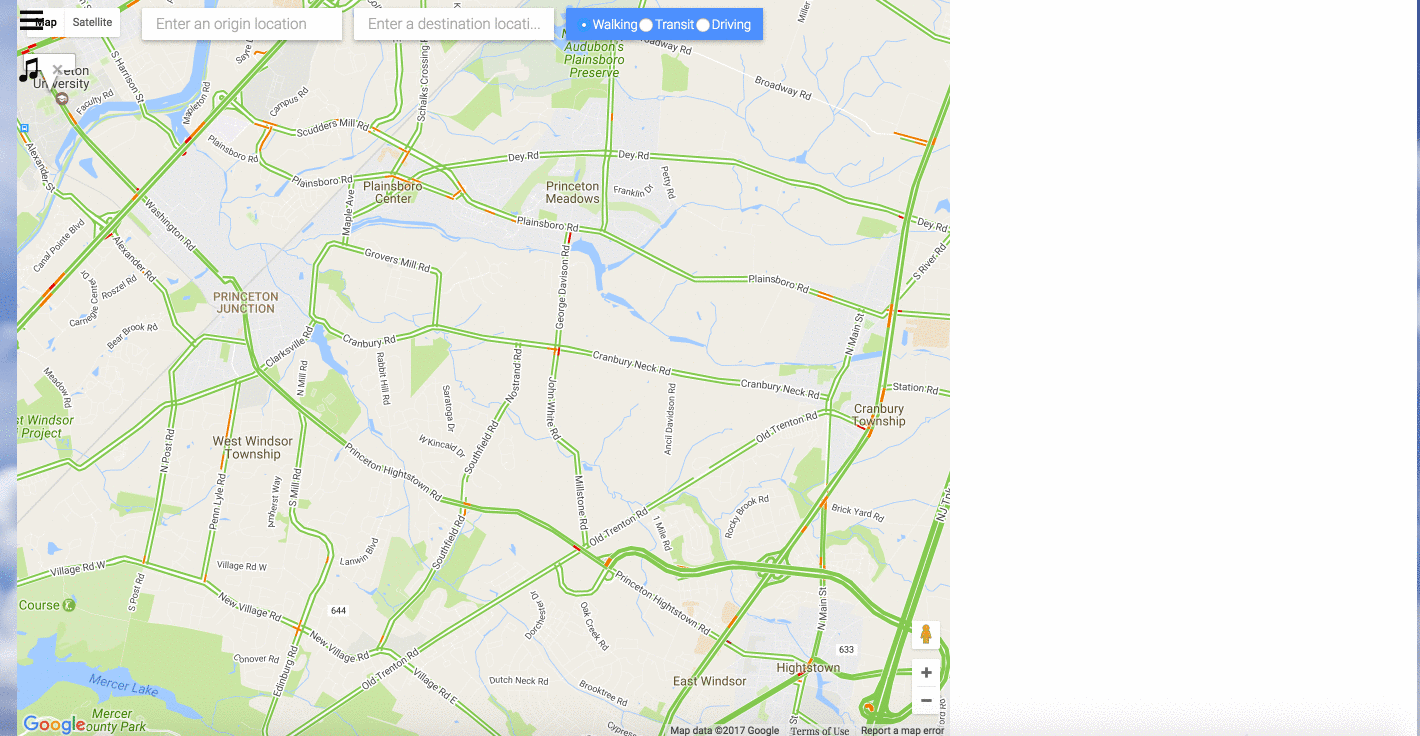 Map
Satellite
Enter an origin location
Enter a destination locati...
Walking
Transit
Driving
Miller
Broadway Rd
Audubon's
Plainsboro
Preserve
Broadway Rd
Sayre Dr
S Harrison St
Schalks Crossing Rd
University
Faculty Rd
Mapleton Rd
Campus Rd
Scudders Mill Rd
Plainsboro Rd
Dey Rd
Dey Rd
Alexander St
Plainsboro Rd
Plainsboro
Center
Princeton
Meadows
Franklin Dr
Petty Rd
Maple Ave
Washington Rd
Plainsboro Rd
Dey Rd
Canal Pointe Blvd
Alexander Rd
Grovers Mill Rd
S River Rd
Roszel Rd
Carnegie Center Dr
PRINCETON
JUNCTION
George Davison Rd
Plainsboro Rd
Bear Brook Rd
Clarksville Rd
Cranbury Rd
N Main St
Meadow Rd
N Mill Rd
Rabbit Hill Rd
Nostrand Rd
Cranbury Neck Rd
Cranbury Neck Rd
Station Rd
Saratoga Dr
John White Rd
Ancil Davidson Rd
Cranbury
Township
st Windsor
Project
West Windsor
Township
W Kincaid Dr
Old Trenton Rd
N Post Rd
Penn Lyle Rd
Amherst Way
S Mill Rd
Princeton Hightstown Rd
Southfield Rd
Millstone Rd
Old Trenton Rd
1 Mile Rd
Rocky Brook Rd
Brick Yard Rd
NJ Tpk
Village Rd W
Village Rd W
Lanwin Blvd
Southfield Rd
S Post Rd
New Village Rd
Princeton Hightstown Rd
Course
644
Dorchester Dr
Oak Creek Rd
N Main St
New Village Rd
633
Conover Rd
Edinburg Rd
Old Trenton Rd
Village Rd E
Dutch Neck Rd
Brooktree Rd
East Windsor
Hightstown
Mercer Lake
Mercer
County Park
Cypress
Google
Map data ©2017 Google
Terms of Use
Report a map error